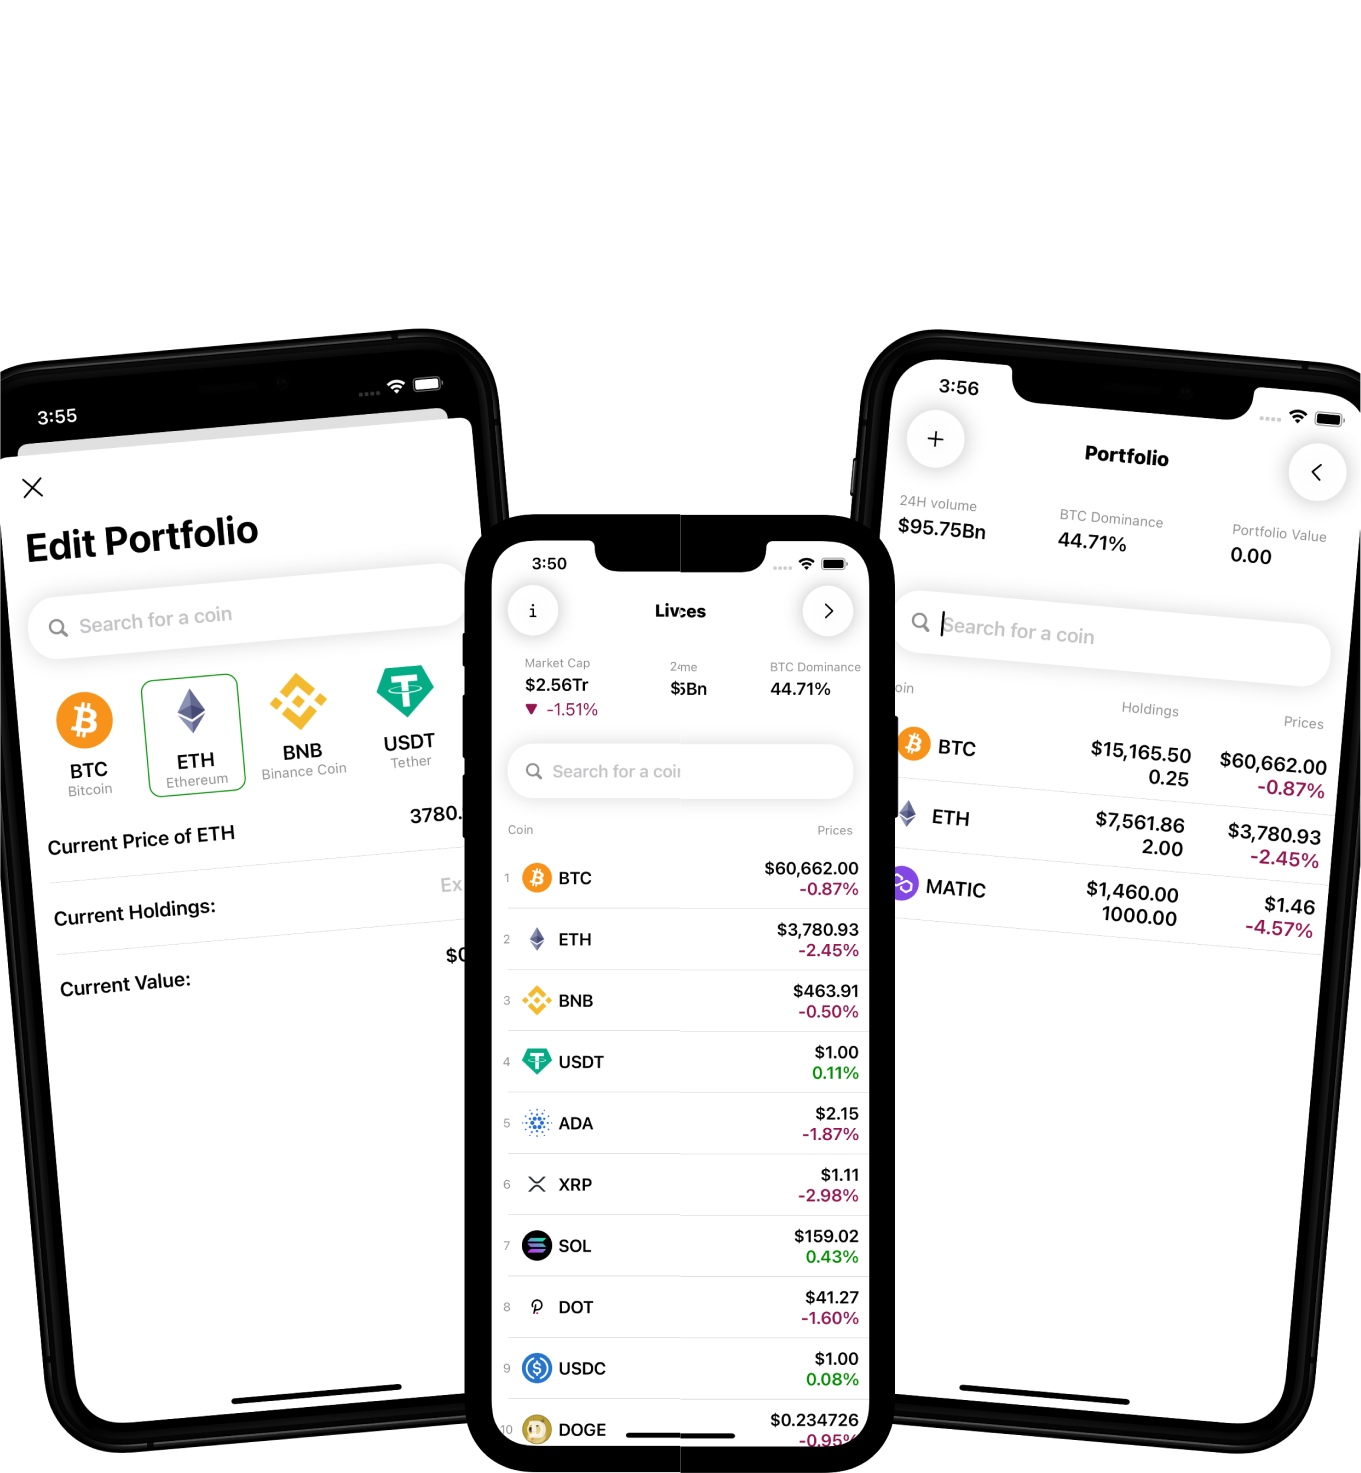 3:55
Edit Portfolio
Search for a coin
BTC
Bitcoin
ETH
Ethereum
BNB
Binance Coin
USDT
Tether
Current Price of ETH 3780.
Current Holdings: Ex
Current Value: $0
3:50
i
Market Cap
$2.56Tr
-1.51%
BTC Dominance
44.71%
Search for a coi
Coin Prices
1 BTC $60,662.00
-0.87%
2 ETH $3,780.93
-2.45%
3 BNB $463.91
-0.50%
4 USDT $1.00
0.11%
5 ADA $2.15
-1.87%
6 XRP $1.11
-2.98%
7 SOL $159.02
0.43%
8 DOT $41.27
-1.60%
9 USDC $1.00
0.08%
10 DOGE $0.234726
-0.95%
3:56
Portfolio
24H volume
$95.75Bn
BTC Dominance
44.71%
Portfolio Value
0.00
Search for a coin
oin Holdings Prices
BTC $15,165.50 $60,662.00
0.25 -0.87%
ETH $7,561.86 $3,780.93
2.00 -2.45%
MATIC $1,460.00 $1.46
1000.00 -4.57%